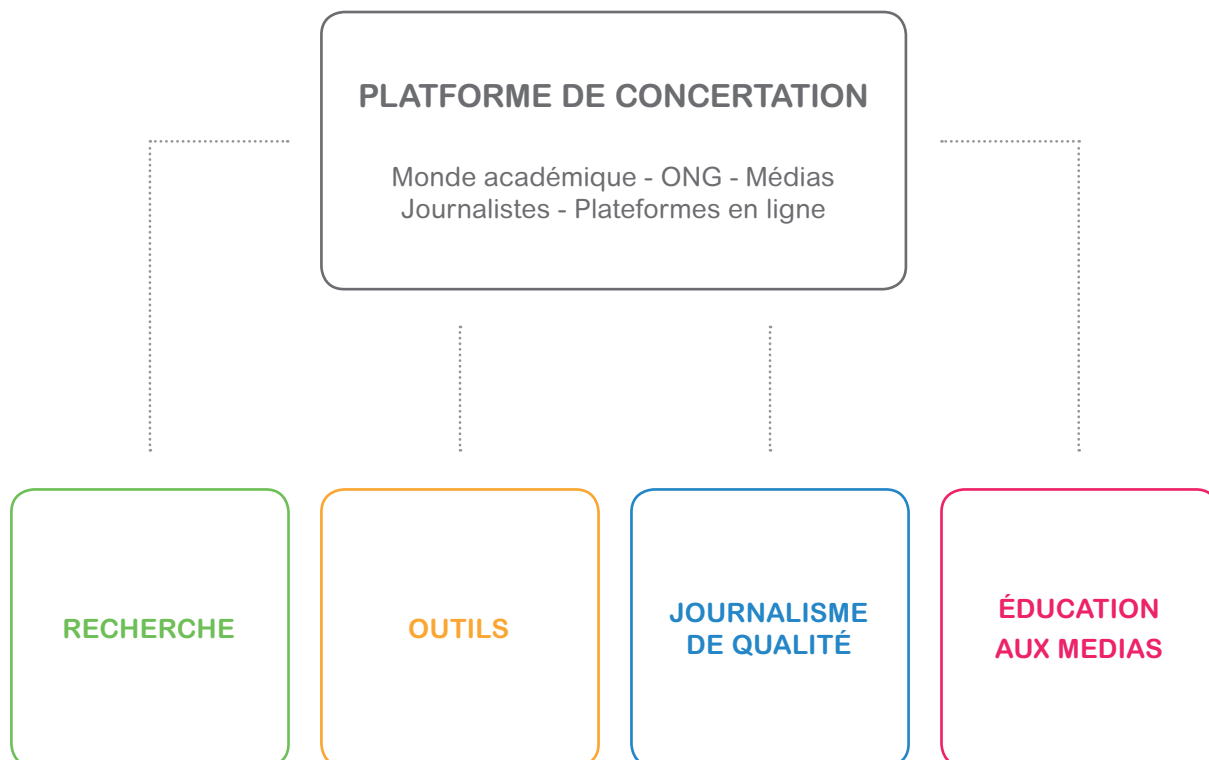 PLATFORME DE CONCERTATION
Monde académique - ONG - Médias
Journalistes - Plateformes en ligne
RECHERCHE
OUTILS
JOURNALISME
DE QUALITÉ
ÉDUCATION
AUX MEDIAS